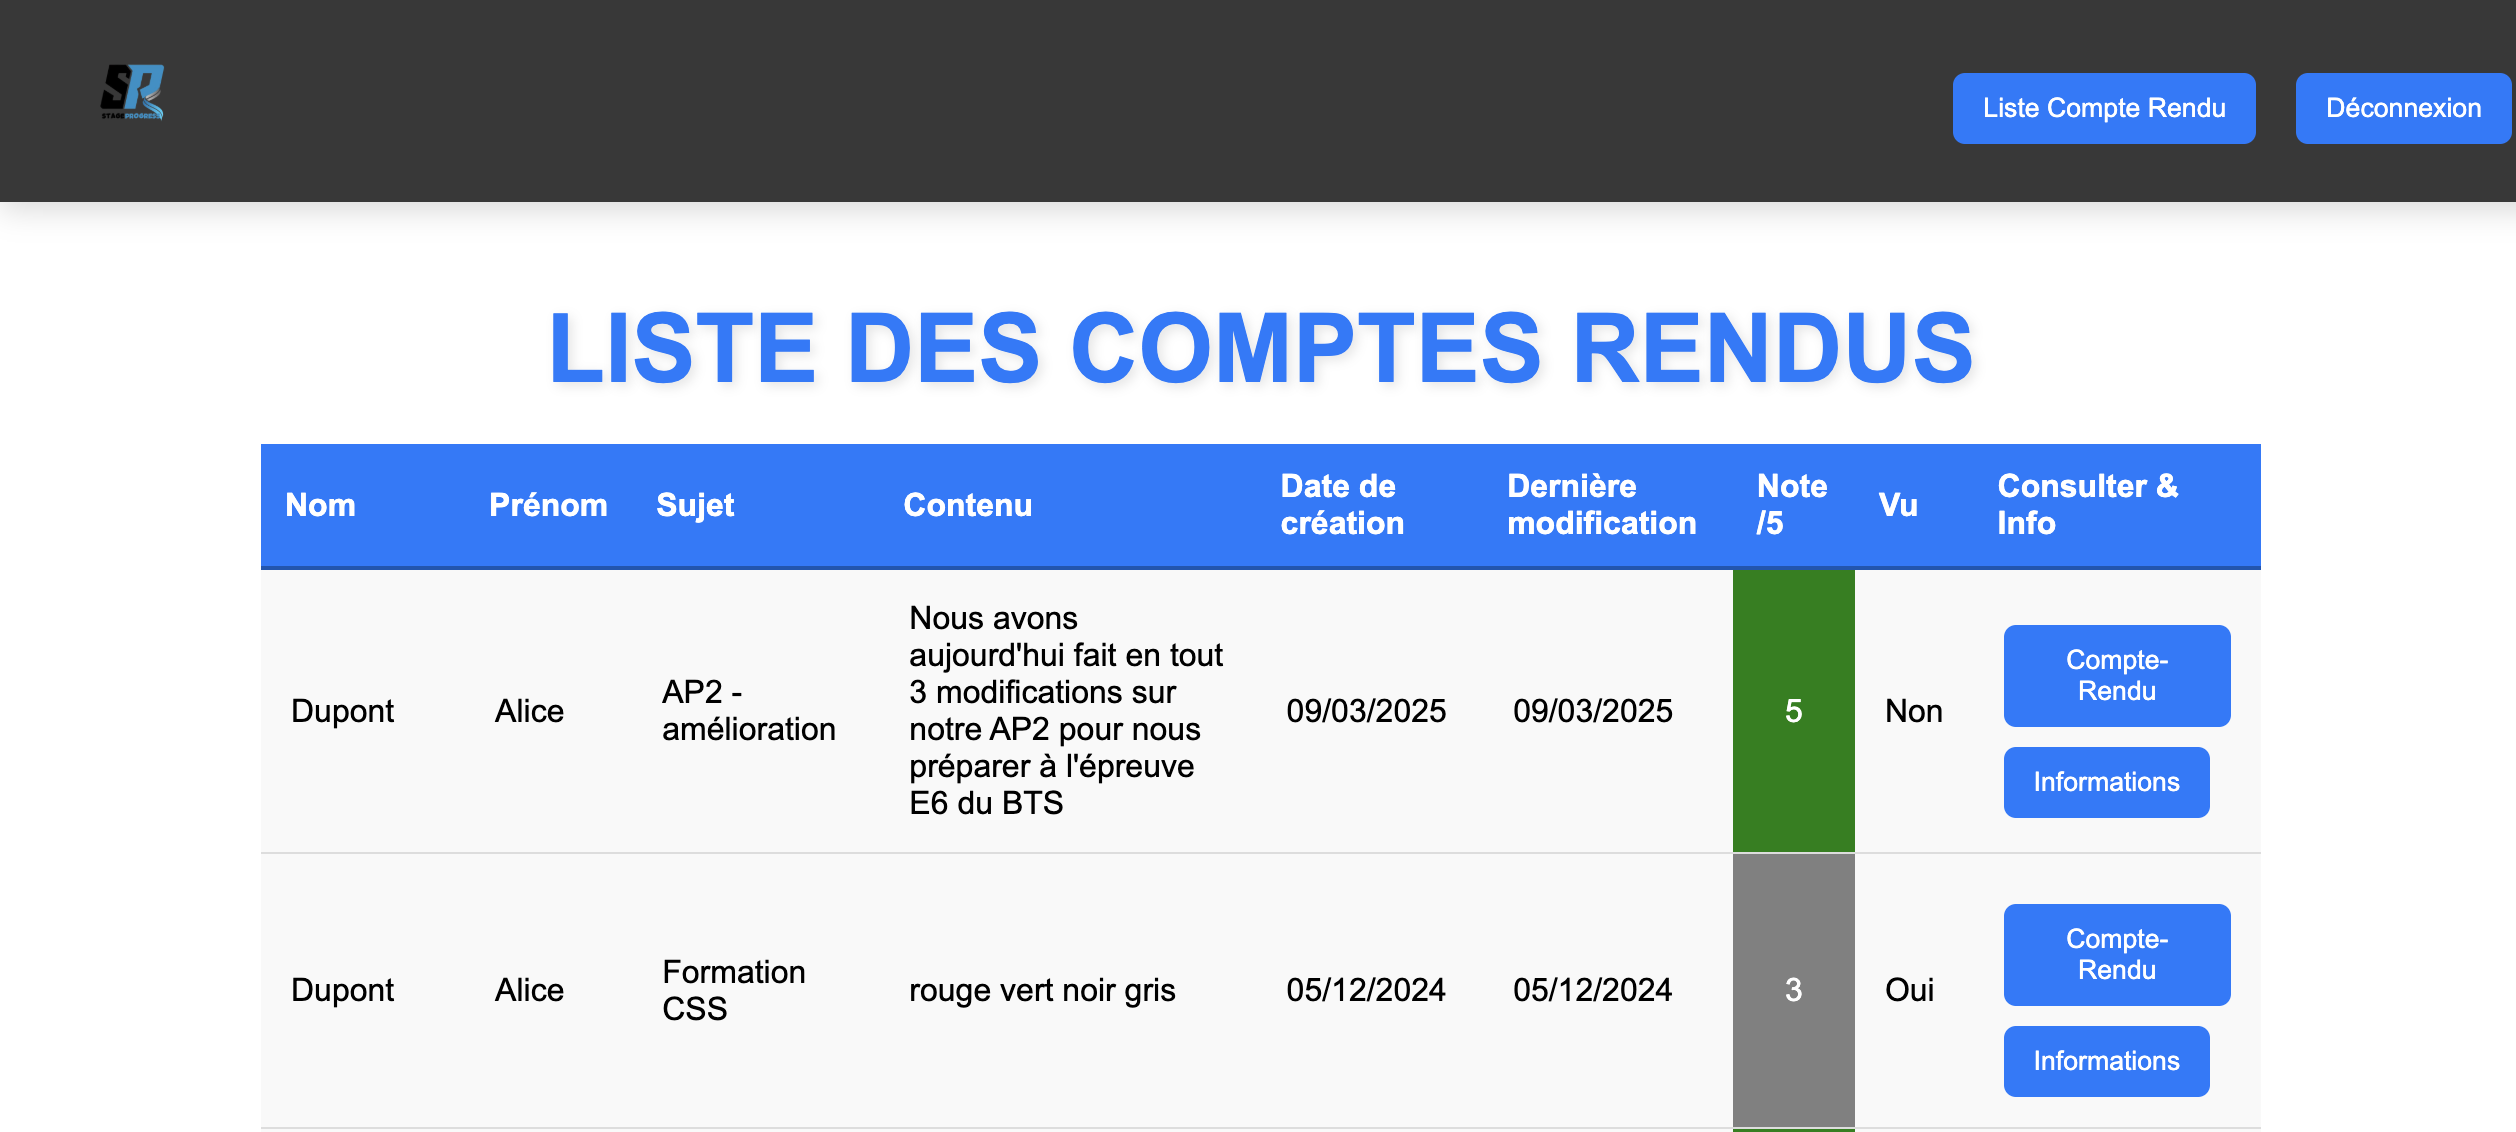 SP
STAGEPROGRESS
Liste Compte Rendu
Déconnexion
LISTE DES COMPTES RENDUS
Nom
Prénom
Sujet
Contenu
Date de
création
Dernière
modification
Note
/5
Vu
Consulter &
Info
Dupont
Alice
AP2 -
amélioration
Nous avons
aujourd'hui fait en tout
3 modifications sur
notre AP2 pour nous
préparer à l'épreuve
E6 du BTS
09/03/2025
09/03/2025
5
Non
Compte-
Rendu
Informations
Dupont
Alice
Formation
CSS
rouge vert noir gris
05/12/2024
05/12/2024
3
Oui
Compte-
Rendu
Informations